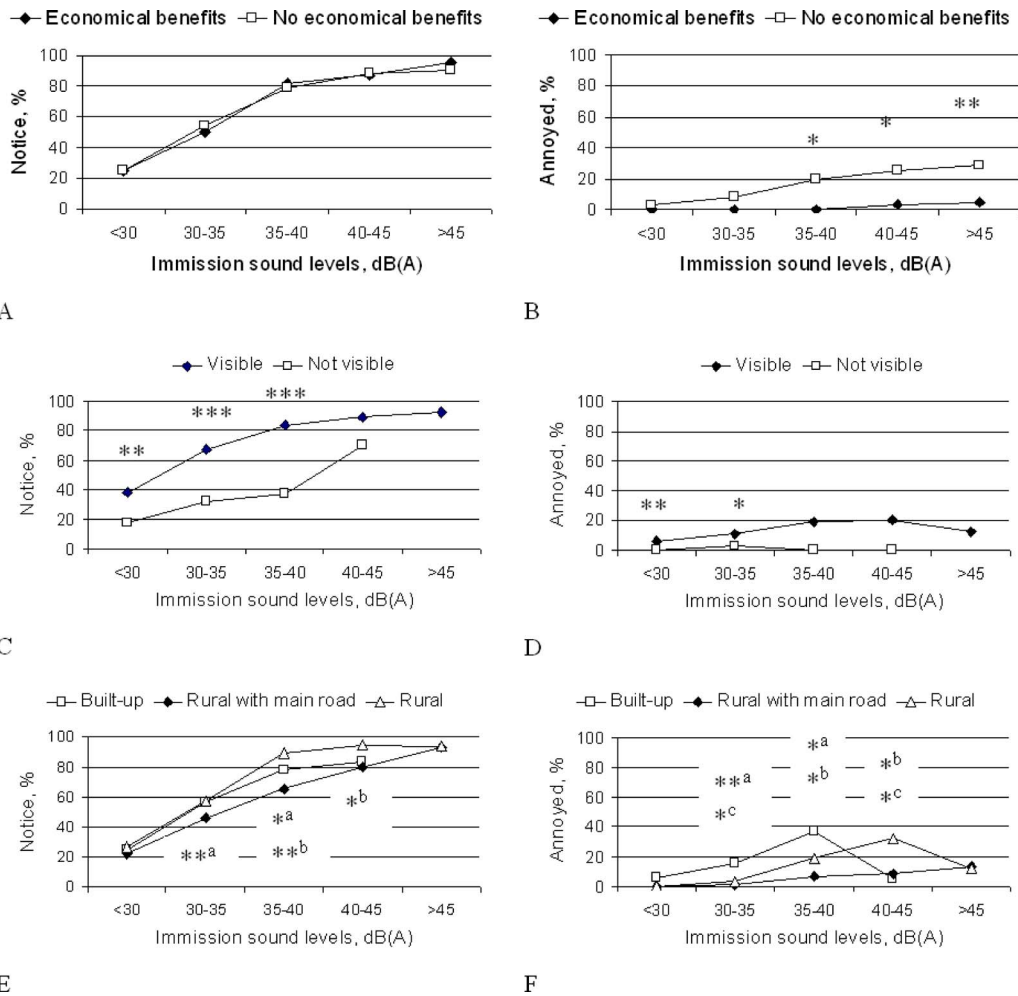 Economical benefits No economical benefits
Notice, %
100
80
60
40
20
0
<30 30-35 35-40 40-45 >45
Immission sound levels, dB(A)
A
Economical benefits No economical benefits
Annoyed, %
100
80
60
40
20
0
* * **
<30 30-35 35-40 40-45 >45
Immission sound levels, dB(A)
B
Visible Not visible
Notice, %
100
80
60
40
20
0
** *** ***
<30 30-35 35-40 40-45 >45
Immission sound levels, dB(A)
C
Visible Not visible
Annoyed, %
100
80
60
40
20
0
** *
<30 30-35 35-40 40-45 >45
Immission sound levels, dB(A)
D
Built-up Rural with main road Rural
Notice, %
100
80
60
40
20
0
*b
*a
**a **b
<30 30-35 35-40 40-45 >45
Immission sound levels, dB(A)
E
Built-up Rural with main road Rural
Annoyed, %
100
80
60
40
20
0
*a
*b
**a *b
*c
*c
<30 30-35 35-40 40-45 >45
Immission sound levels, dB(A)
F